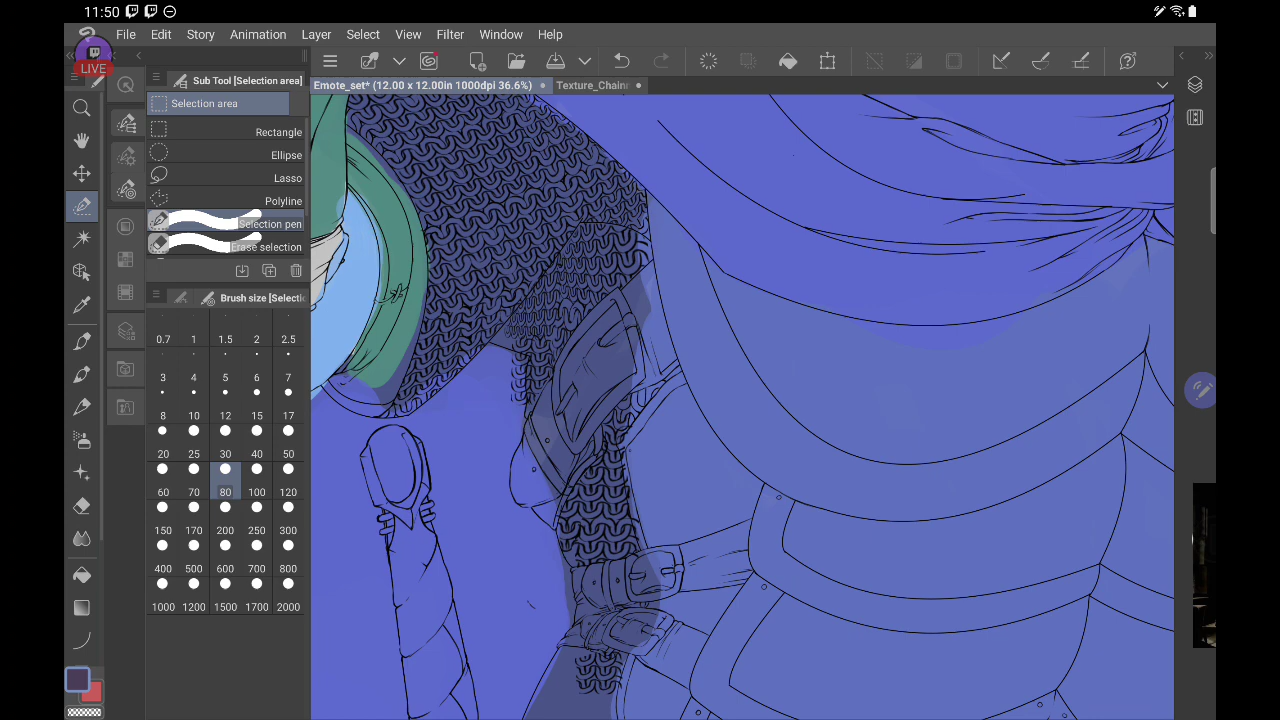 11:50
LIVE
File Edit Story Animation Layer Select View Filter Window Help
Emote_set* (12.00 x 12.00in 1000dpi 36.6%)
Texture_Chain
Sub Tool [Selection area]
Selection area
Rectangle
Ellipse
Lasso
Polyline
Selection pen
Erase selection
Brush size [Selecti
0.7 1 1.5 2 2.5
3 4 5 6 7
8 10 12 15 17
20 25 30 40 50
60 70 80 100 120
150 170 200 250 300
400 500 600 700 800
1000 1200 1500 1700 2000